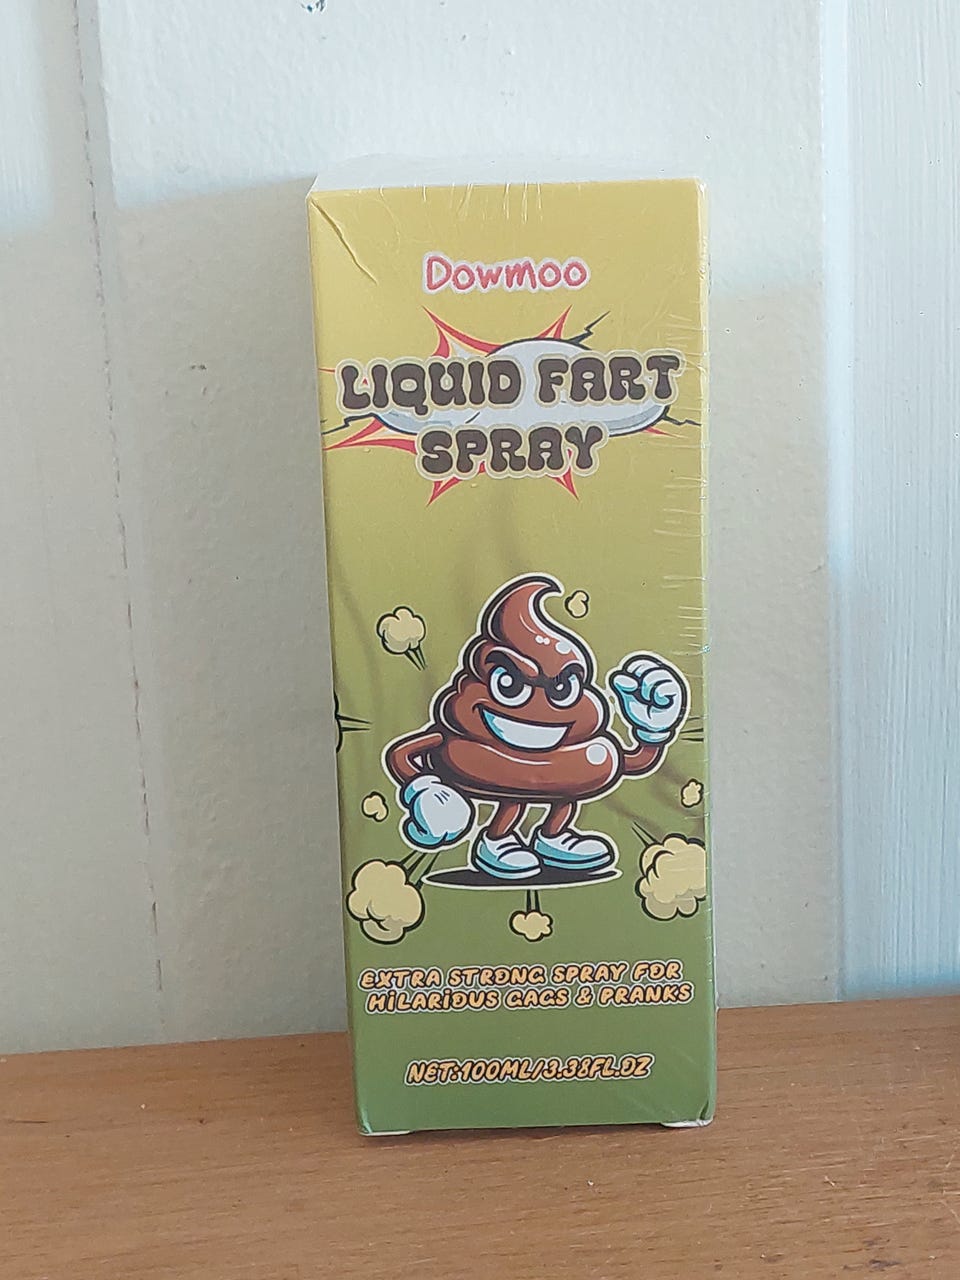 Dowmoo
LIQUID FART
SPRAY
EXTRA STRONG SPRAY FOR
HILARIOUS GAGS & PRANKS
NET:100ML/3.38FL.OZ